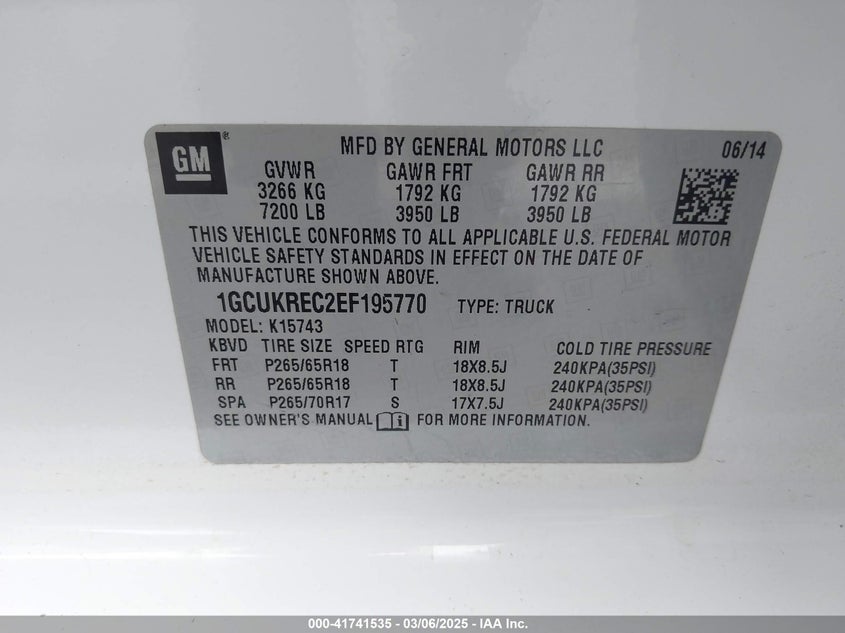 GM®
MFD BY GENERAL MOTORS LLC 06/14
GVWR GAWR FRT GAWR RR
3266 KG 1792 KG 1792 KG
7200 LB 3950 LB 3950 LB
THIS VEHICLE CONFORMS TO ALL APPLICABLE U.S. FEDERAL MOTOR
VEHICLE SAFETY STANDARDS IN EFFECT ON THE DATE OF
MANUFACTURE SHOWN ABOVE.
1GCUKREC2EF195770 TYPE: TRUCK
MODEL: K15743
KBVD TIRE SIZE SPEED RTG RIM COLD TIRE PRESSURE
FRT P265/65R18 T 18X8.5J 240KPA(35PSI)
RR P265/65R18 T 18X8.5J 240KPA(35PSI)
SPA P265/70R17 S 17X7.5J 240KPA(35PSI)
SEE OWNER'S MANUAL FOR MORE INFORMATION.
000-41741535 - 03/06/2025 - IAA Inc.